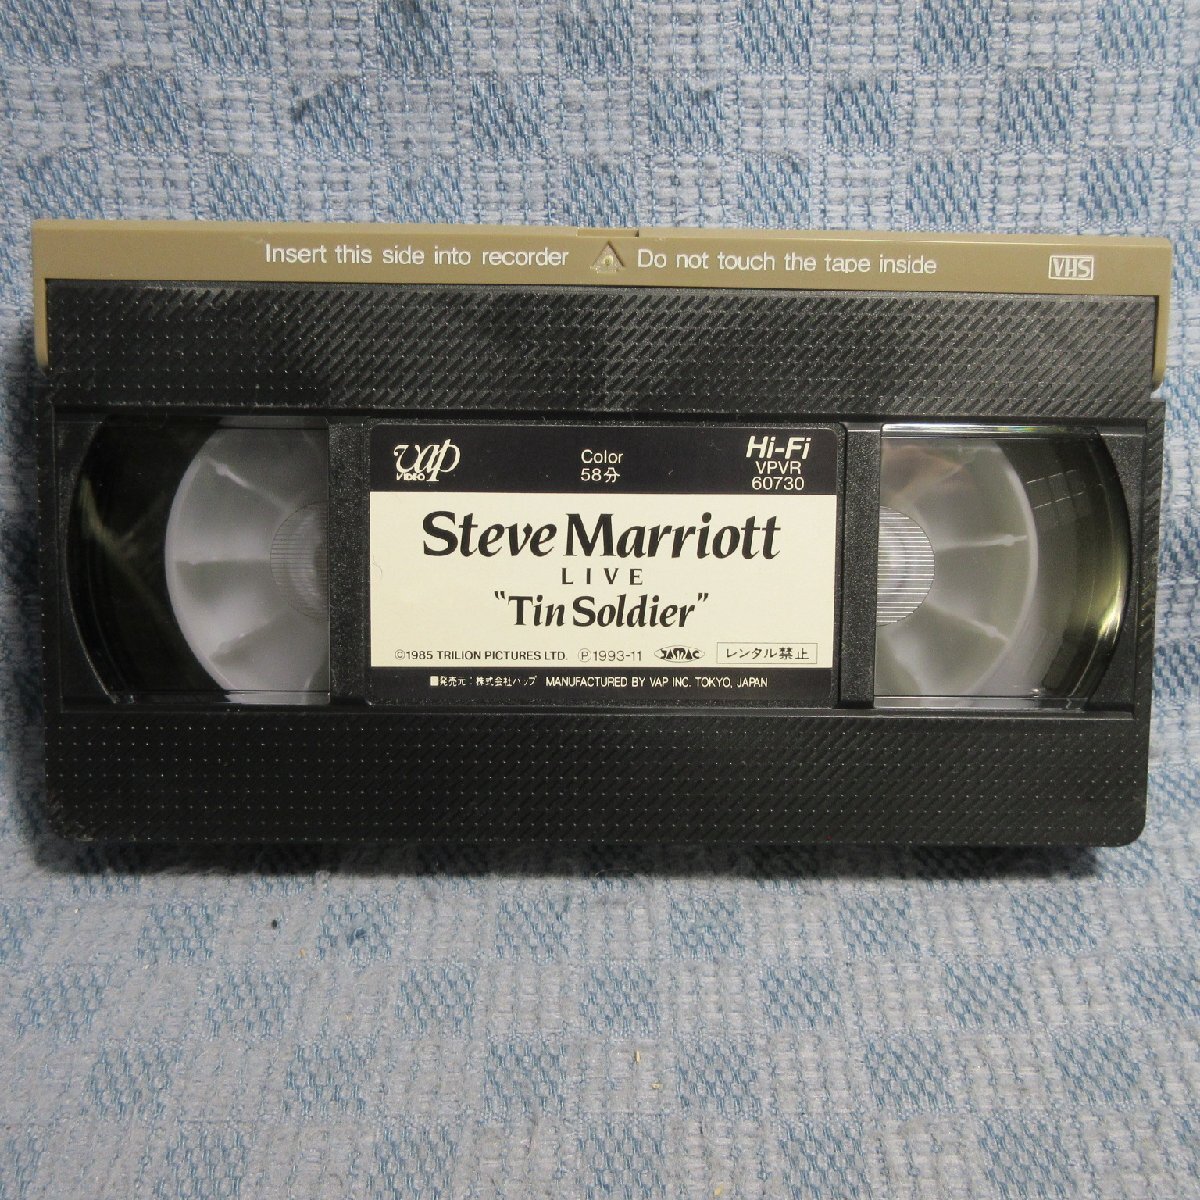 Insert this side into recorder Do not touch the tape inside VHS
vap VIDEO
Color
58分
Hi-Fi
VPVR
60730
Steve Marriott
LIVE
"Tin Soldier"
©1985 TRILION PICTURES LTD. Ⓟ1993-11 JASRAC レンタル禁止
■発売元：株式会社バップ MANUFACTURED BY VAP INC. TOKYO, JAPAN